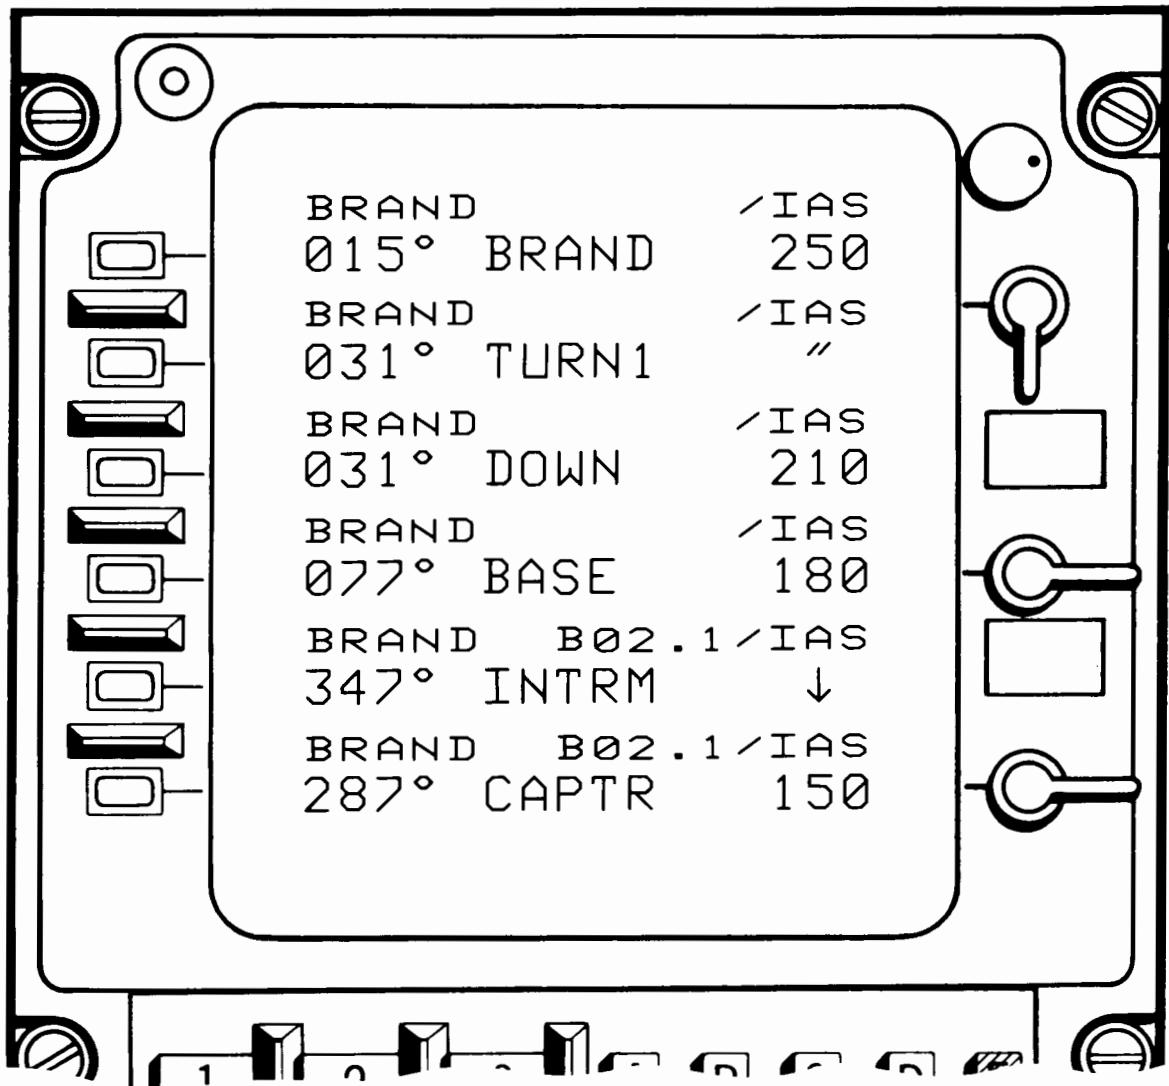 BRAND /IAS
015° BRAND 250
BRAND /IAS
031° TURN1 〃
BRAND /IAS
031° DOWN 210
BRAND /IAS
077° BASE 180
BRAND B02.1/IAS
347° INTRM ↓
BRAND B02.1/IAS
287° CAPTR 150
1